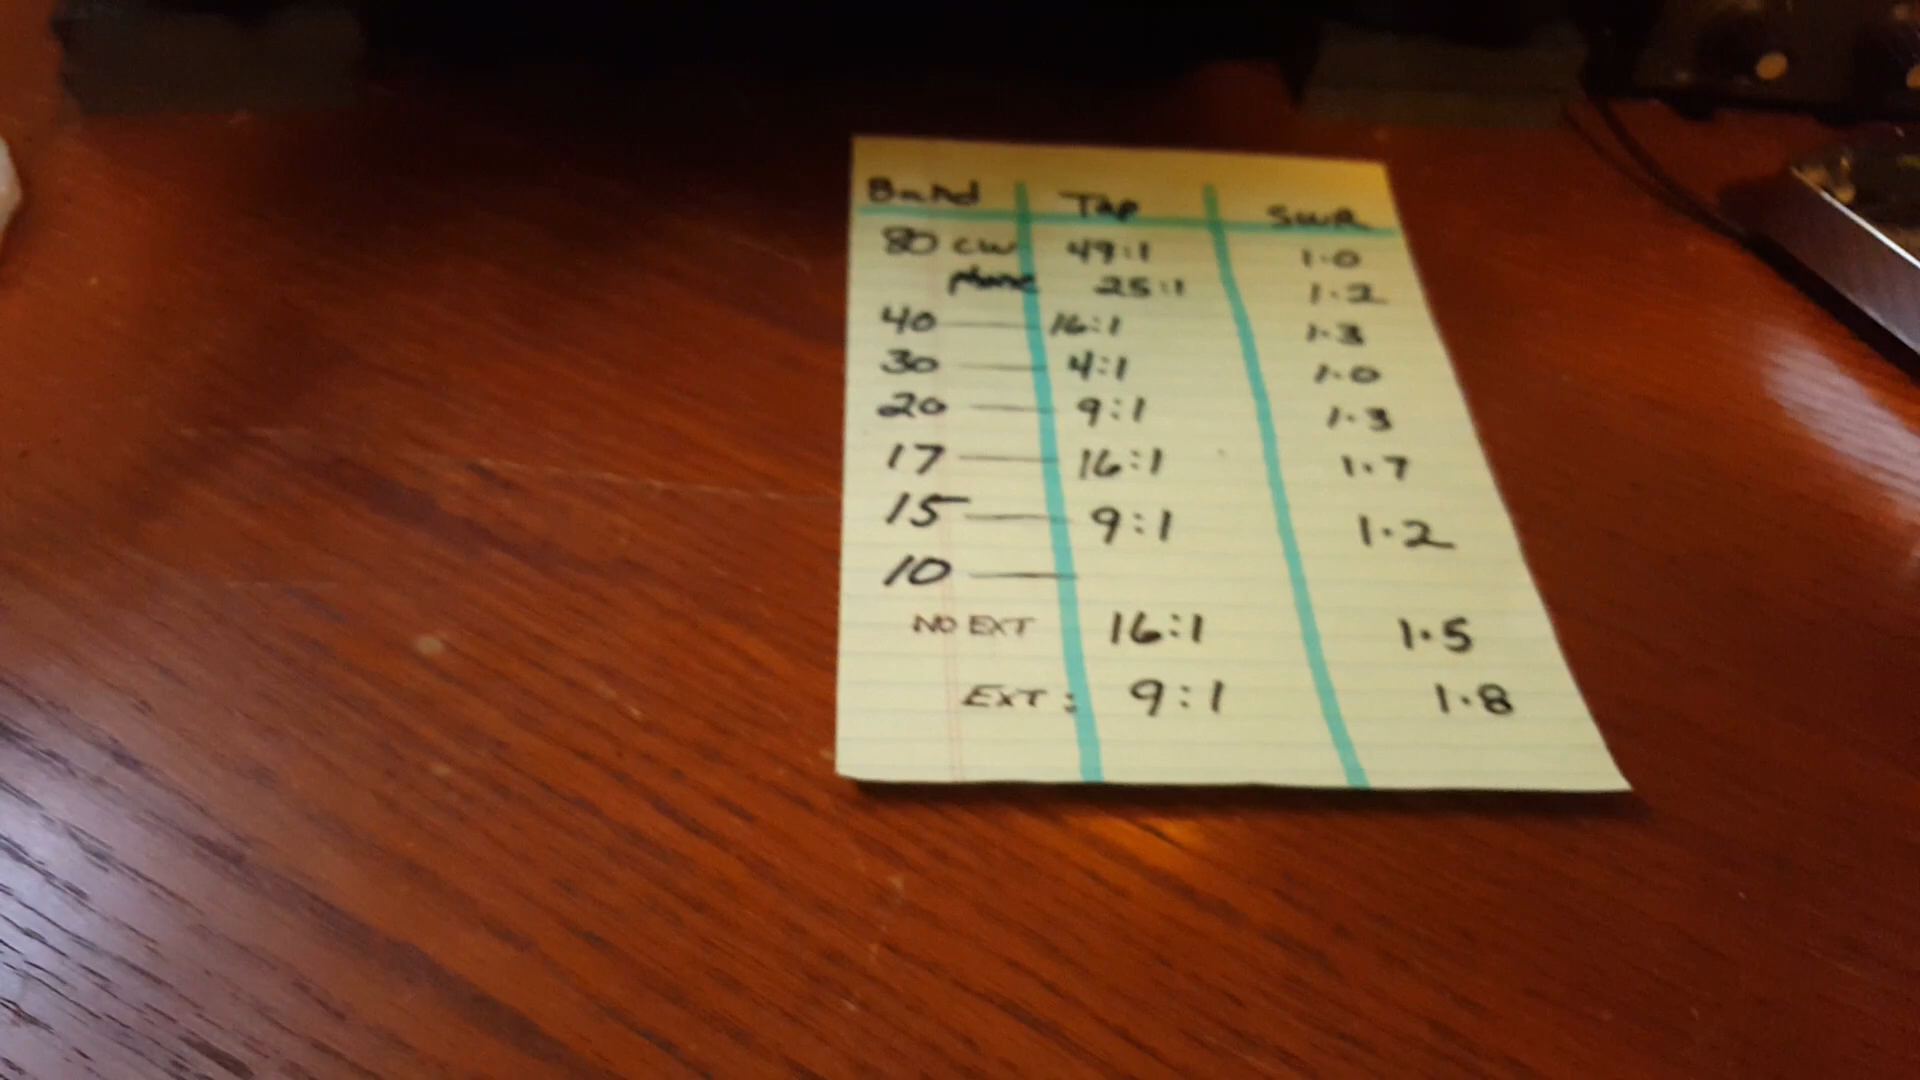 Band Tap SWR
80 CW 49:1 1.0
phone 25:1 1.2
40 — 16:1 1.3
30 — 4:1 1.0
20 — 9:1 1.3
17 — 16:1 1.7
15 — 9:1 1.2
10 —
NO EXT 16:1 1.5
EXT: 9:1 1.8